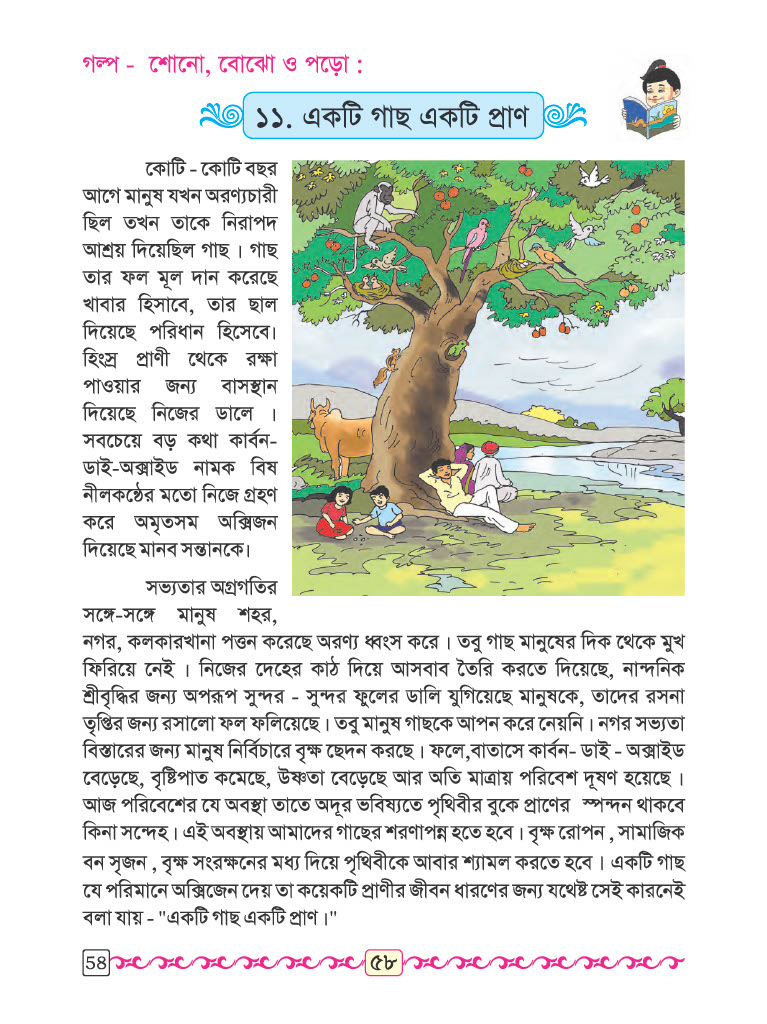 গল্প - শোনো, বোঝো ও পড়ো :
১১. একটি গাছ একটি প্রাণ
কোটি - কোটি বছর
আগে মানুষ যখন অরণ্যচারী
ছিল তখন তাকে নিরাপদ
আশ্রয় দিয়েছিল গাছ । গাছ
তার ফল মূল দান করেছে
খাবার হিসাবে, তার ছাল
দিয়েছে পরিধান হিসেবে।
হিংস্র প্রাণী থেকে রক্ষা
পাওয়ার জন্য বাসস্থান
দিয়েছে নিজের ডালে ।
সবচেয়ে বড় কথা কার্বন-
ডাই-অক্সাইড নামক বিষ
নীলকণ্ঠের মতো নিজে গ্রহণ
করে অমৃতসম অক্সিজন
দিয়েছে মানব সন্তানকে।
সভ্যতার অগ্রগতির
সঙ্গে-সঙ্গে মানুষ শহর,
নগর, কলকারখানা পত্তন করেছে অরণ্য ধ্বংস করে । তবু গাছ মানুষের দিক থেকে মুখ
ফিরিয়ে নেই । নিজের দেহের কাঠ দিয়ে আসবাব তৈরি করতে দিয়েছে, নান্দনিক
শ্রীবৃদ্ধির জন্য অপরূপ সুন্দর - সুন্দর ফুলের ডালি যুগিয়েছে মানুষকে, তাদের রসনা
তৃপ্তির জন্য রসালো ফল ফলিয়েছে । তবু মানুষ গাছকে আপন করে নেয়নি । নগর সভ্যতা
বিস্তারের জন্য মানুষ নির্বিচারে বৃক্ষ ছেদন করছে । ফলে,বাতাসে কার্বন- ডাই - অক্সাইড
বেড়েছে, বৃষ্টিপাত কমেছে, উষ্ণতা বেড়েছে আর অতি মাত্রায় পরিবেশ দূষণ হয়েছে ।
আজ পরিবেশের যে অবস্থা তাতে অদূর ভবিষ্যতে পৃথিবীর বুকে প্রাণের স্পন্দন থাকবে
কিনা সন্দেহ । এই অবস্থায় আমাদের গাছের শরণাপন্ন হতে হবে । বৃক্ষ রোপন , সামাজিক
বন সৃজন , বৃক্ষ সংরক্ষনের মধ্য দিয়ে পৃথিবীকে আবার শ্যামল করতে হবে । একটি গাছ
যে পরিমানে অক্সিজেন দেয় তা কয়েকটি প্রাণীর জীবন ধারণের জন্য যথেষ্ট সেই কারনেই
বলা যায় - "একটি গাছ একটি প্রাণ ।"
58
৫৮